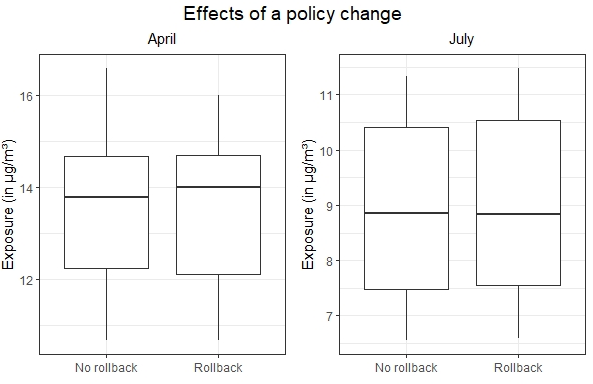 Effects of a policy change
April
July
Exposure (in μg/m³)
16
14
12
No rollback
Rollback
Exposure (in μg/m³)
11
10
9
8
7
No rollback
Rollback